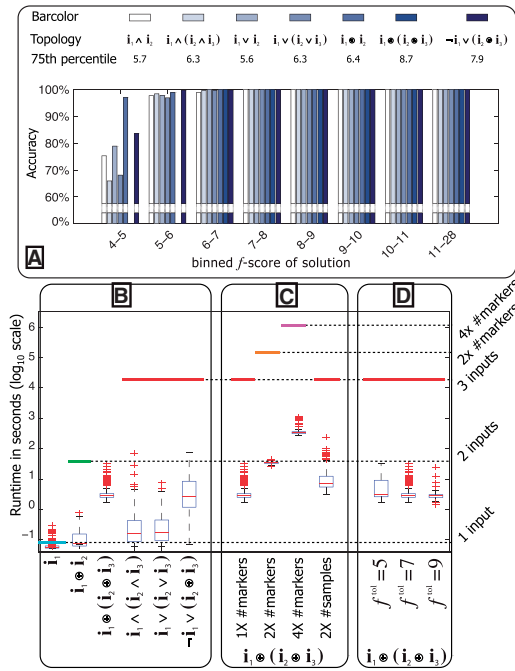 Barcolor
Topology i₁ ∧ i₂ i₁ ∧ ( i₂ ∧ i₃ ) i₁ ∨ i₂ i₁ ∨ ( i₂ ∨ i₃ ) i₁ ⊕ i₂ i₁ ⊕ ( i₂ ⊕ i₃ ) ¬ i₁ ∨ ( i₂ ⊕ i₃ )
75th percentile 5.7 6.3 5.6 6.3 6.4 8.7 7.9
Accuracy
100%
90%
80%
70%
60%
0%
4–5 5–6 6–7 7–8 8–9 9–10 10–11 11–28
binned f-score of solution
A
B
C
D
Runtime in seconds (log₁₀ scale)
6
5
4
3
2
1
0
−1
4x #markers
2x #markers
3 inputs
2 inputs
1 input
i₁
i₁ ⊕ i₂
i₁ ⊕ ( i₂ ⊕ i₃ )
i₁ ∧ ( i₂ ∧ i₃ )
i₁ ∨ ( i₂ ∨ i₃ )
¬ i₁ ∨ ( i₂ ⊕ i₃ )
1X #markers
2X #markers
4X #markers
2X #samples
i₁ ⊕ ( i₂ ⊕ i₃ )
f ᵗᵒˡ = 5
f ᵗᵒˡ = 7
f ᵗᵒˡ = 9
i₁ ⊕ ( i₂ ⊕ i₃ )